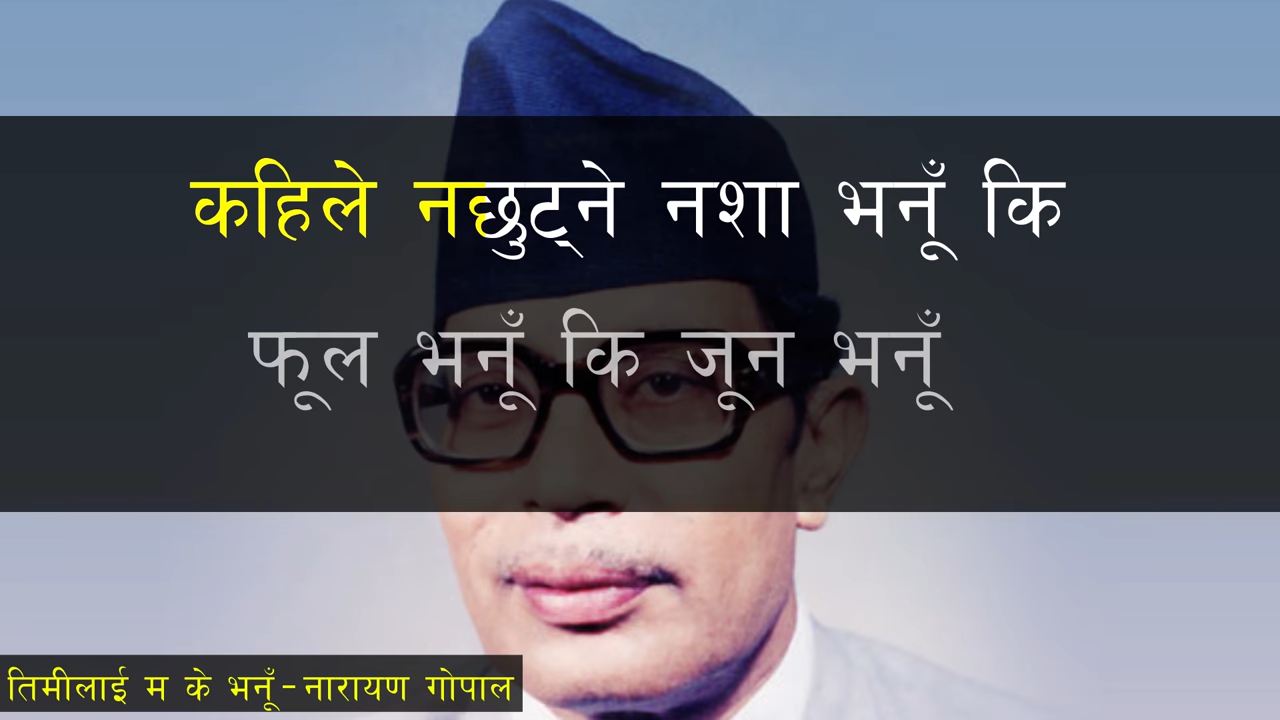 कहिले नछुट्ने नशा भनूँ कि
फूल भनूँ कि जून भनूँ
तिमीलाई म के भनूँ - नारायण गोपाल